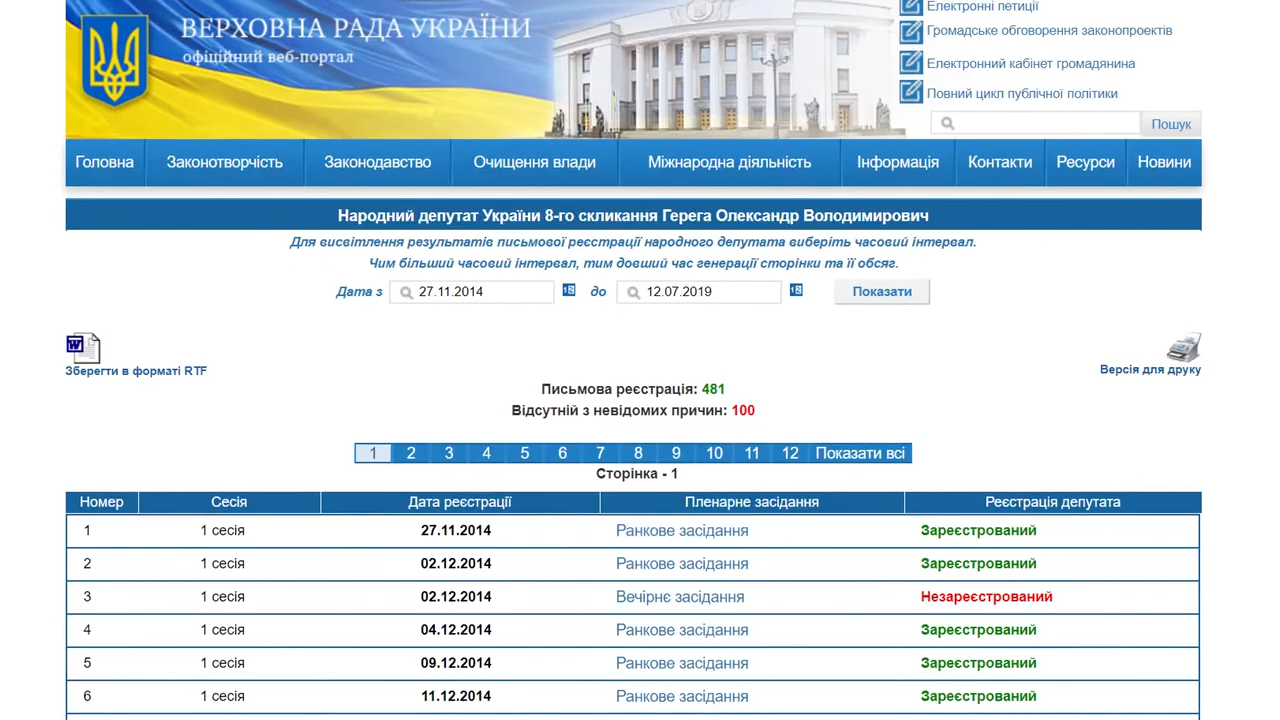 ВЕРХОВНА РАДА УКРАЇНИ
офіційний веб-портал
Електронні петиції
Громадське обговорення законопроектів
Електронний кабінет громадянина
Повний цикл публічної політики
Пошук
Головна Законотворчість Законодавство Очищення влади Міжнародна діяльність Інформація Контакти Ресурси Новини
Народний депутат України 8-го скликання Герега Олександр Володимирович
Для висвітлення результатів письмової реєстрації народного депутата виберіть часовий інтервал.
Чим більший часовий інтервал, тим довший час генерації сторінки та її обсяг.
Дата з 27.11.2014 12 до 12.07.2019 12 Показати
W
Зберегти в форматі RTF
Версія для друку
Письмова реєстрація: 481
Відсутній з невідомих причин: 100
1 2 3 4 5 6 7 8 9 10 11 12 Показати всі
Сторінка - 1
Номер Сесія Дата реєстрації Пленарне засідання Реєстрація депутата
1 1 сесія 27.11.2014 Ранкове засідання Зареєстрований
2 1 сесія 02.12.2014 Ранкове засідання Зареєстрований
3 1 сесія 02.12.2014 Вечірнє засідання Незареєстрований
4 1 сесія 04.12.2014 Ранкове засідання Зареєстрований
5 1 сесія 09.12.2014 Ранкове засідання Зареєстрований
6 1 сесія 11.12.2014 Ранкове засідання Зареєстрований